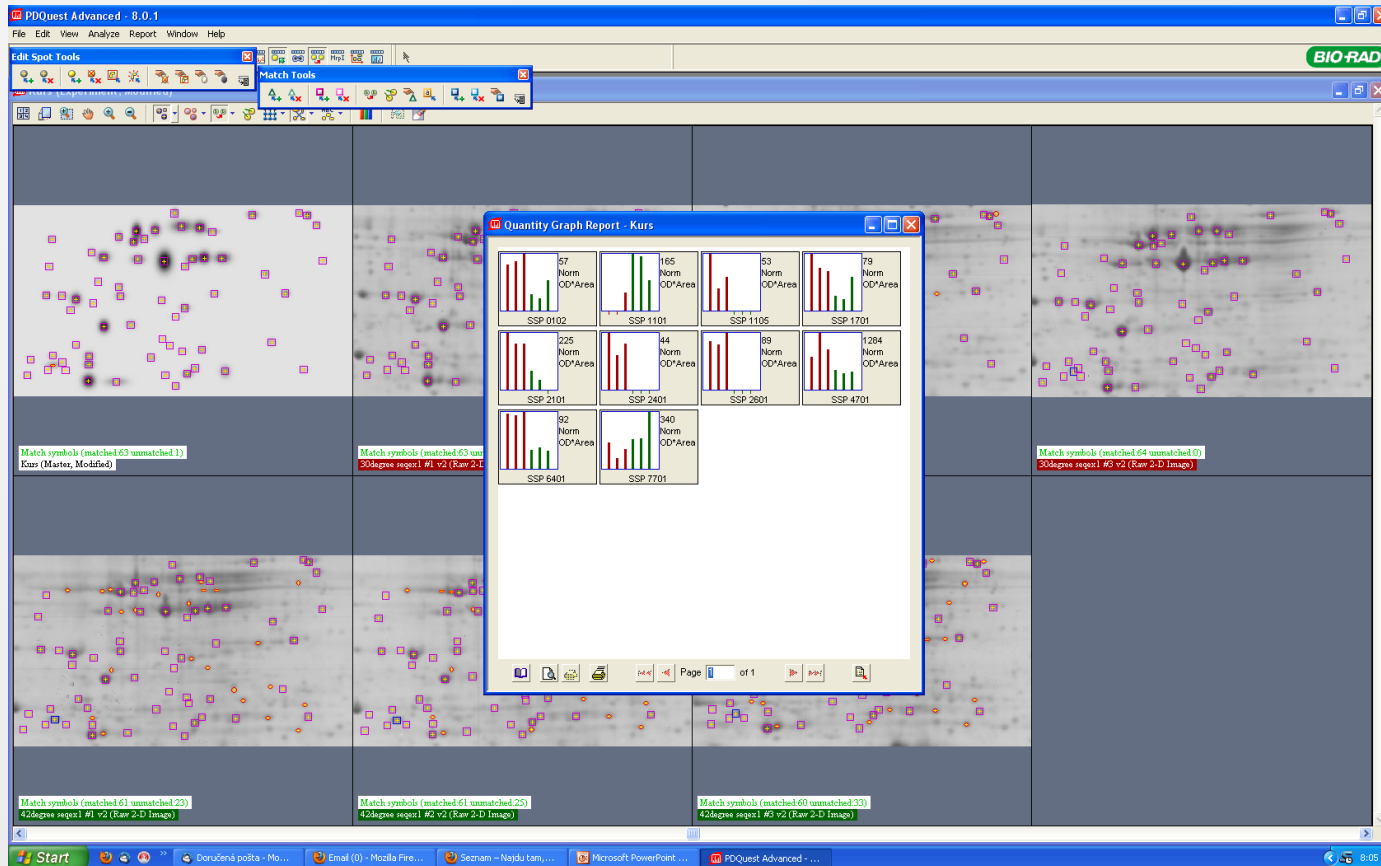 PDQuest Advanced - 8.0.1
File Edit View Analyze Report Window Help
Edit Spot Tools
MrpI
BIO-RAD
Match Tools
Kurs (Experiment, Modified)
ABC
Quantity Graph Report - Kurs
57
Norm
OD*Area
SSP 0102
165
Norm
OD*Area
SSP 1101
53
Norm
OD*Area
SSP 1105
79
Norm
OD*Area
SSP 1701
225
Norm
OD*Area
SSP 2101
44
Norm
OD*Area
SSP 2401
89
Norm
OD*Area
SSP 2601
1284
Norm
OD*Area
SSP 4701
92
Norm
OD*Area
SSP 6401
340
Norm
OD*Area
SSP 7701
Page 1 of 1
Match symbols (matched:63 unmatched:1)
Kurs (Master, Modified)
Match symbols (matched:63
30degree seqex1 #1 v2 (Raw 2-D
Match symbols (matched:64 unmatched:0)
30degree seqex1 #3 v2 (Raw 2-D Image)
Match symbols (matched:61 unmatched:23)
42degree seqex1 #1 v2 (Raw 2-D Image)
Match symbols (matched:61 unmatched:25)
42degree seqex1 #2 v2 (Raw 2-D Image)
Match symbols (matched:60 unmatched:33)
42degree seqex1 #3 v2 (Raw 2-D Image)
Start
Doručená pošta - Mo...
Email (0) - Mozilla Fire...
Seznam – Najdu tam,...
Microsoft PowerPoint ...
PDQuest Advanced - ...
8:05